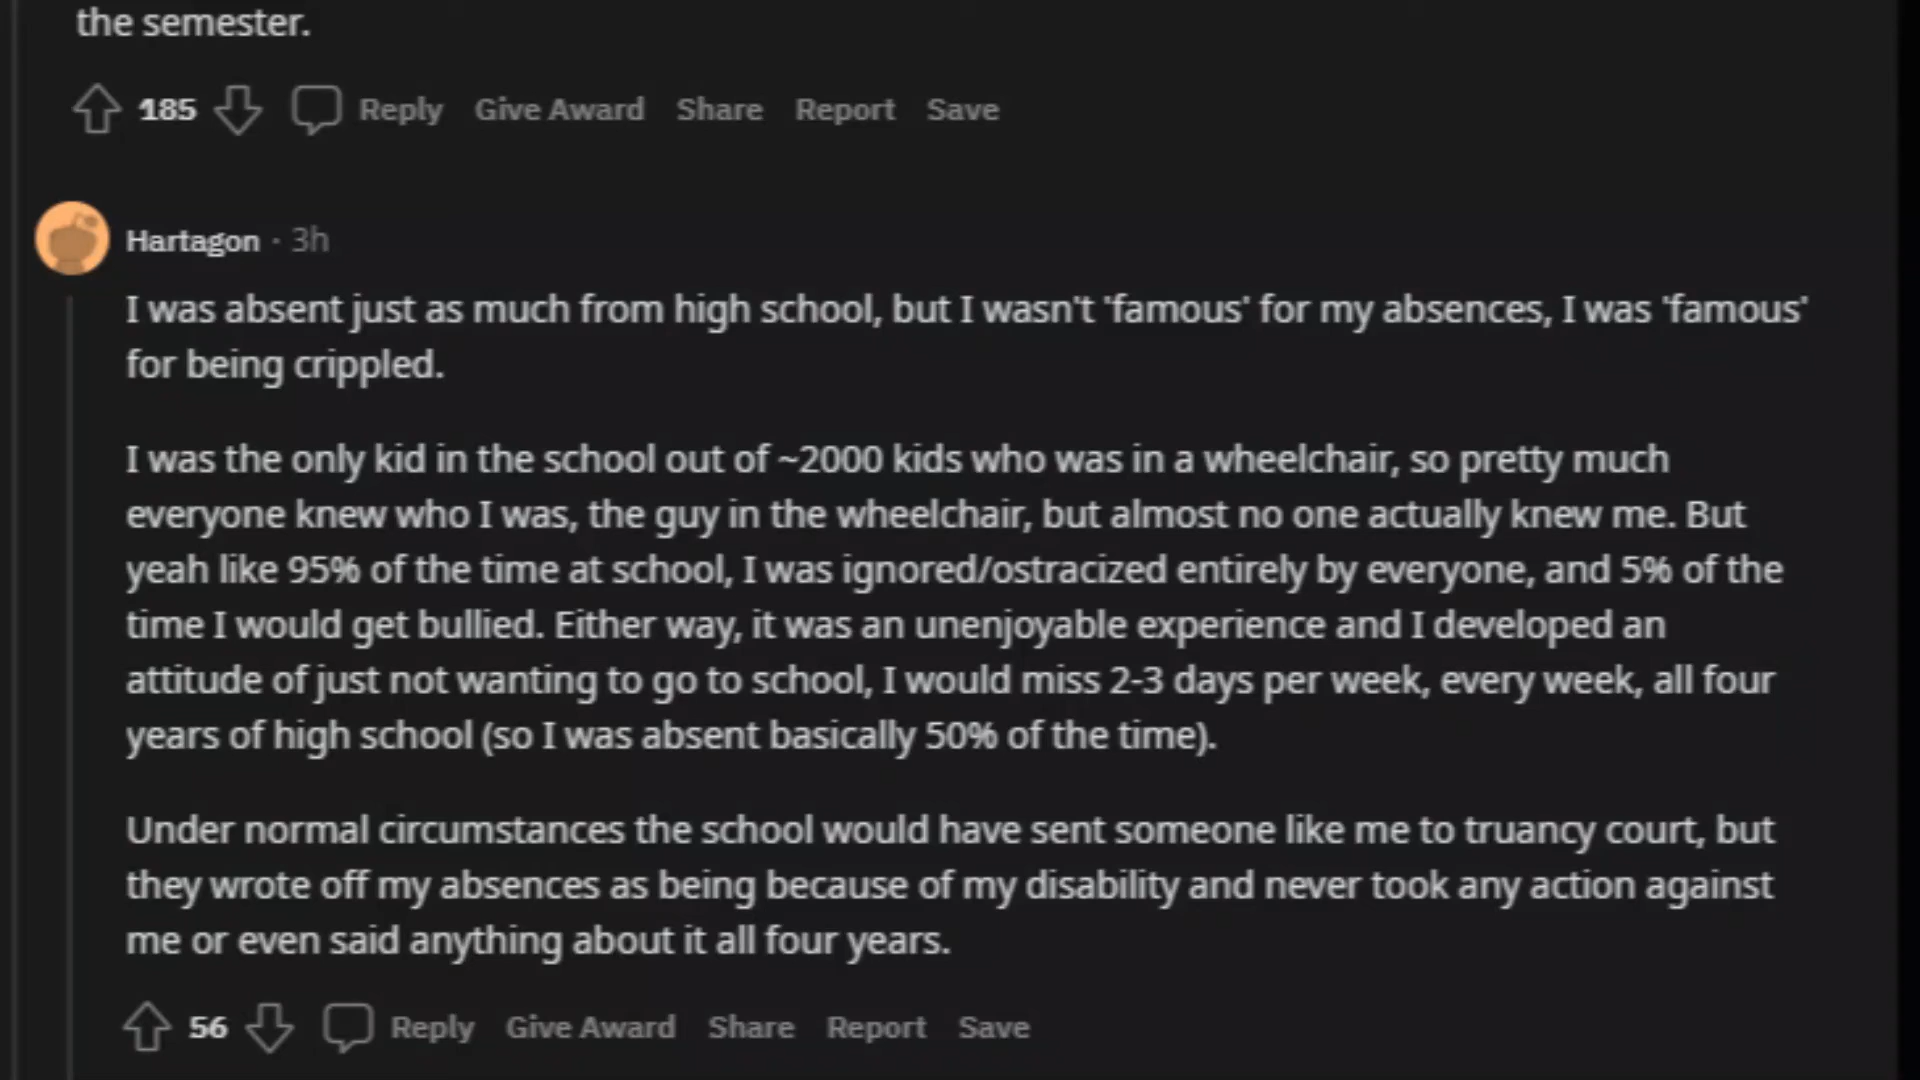 the semester.
185 Reply Give Award Share Report Save
Hartagon · 3h
I was absent just as much from high school, but I wasn't 'famous' for my absences, I was 'famous'
for being crippled.
I was the only kid in the school out of ~2000 kids who was in a wheelchair, so pretty much
everyone knew who I was, the guy in the wheelchair, but almost no one actually knew me. But
yeah like 95% of the time at school, I was ignored/ostracized entirely by everyone, and 5% of the
time I would get bullied. Either way, it was an unenjoyable experience and I developed an
attitude of just not wanting to go to school, I would miss 2-3 days per week, every week, all four
years of high school (so I was absent basically 50% of the time).
Under normal circumstances the school would have sent someone like me to truancy court, but
they wrote off my absences as being because of my disability and never took any action against
me or even said anything about it all four years.
56 Reply Give Award Share Report Save